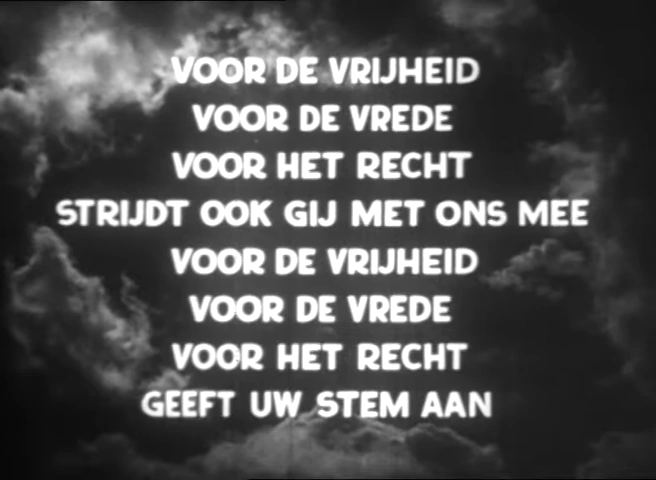 VOOR DE VRIJHEID
VOOR DE VREDE
VOOR HET RECHT
STRIJDT OOK GIJ MET ONS MEE
VOOR DE VRIJHEID
VOOR DE VREDE
VOOR HET RECHT
GEEFT UW STEM AAN